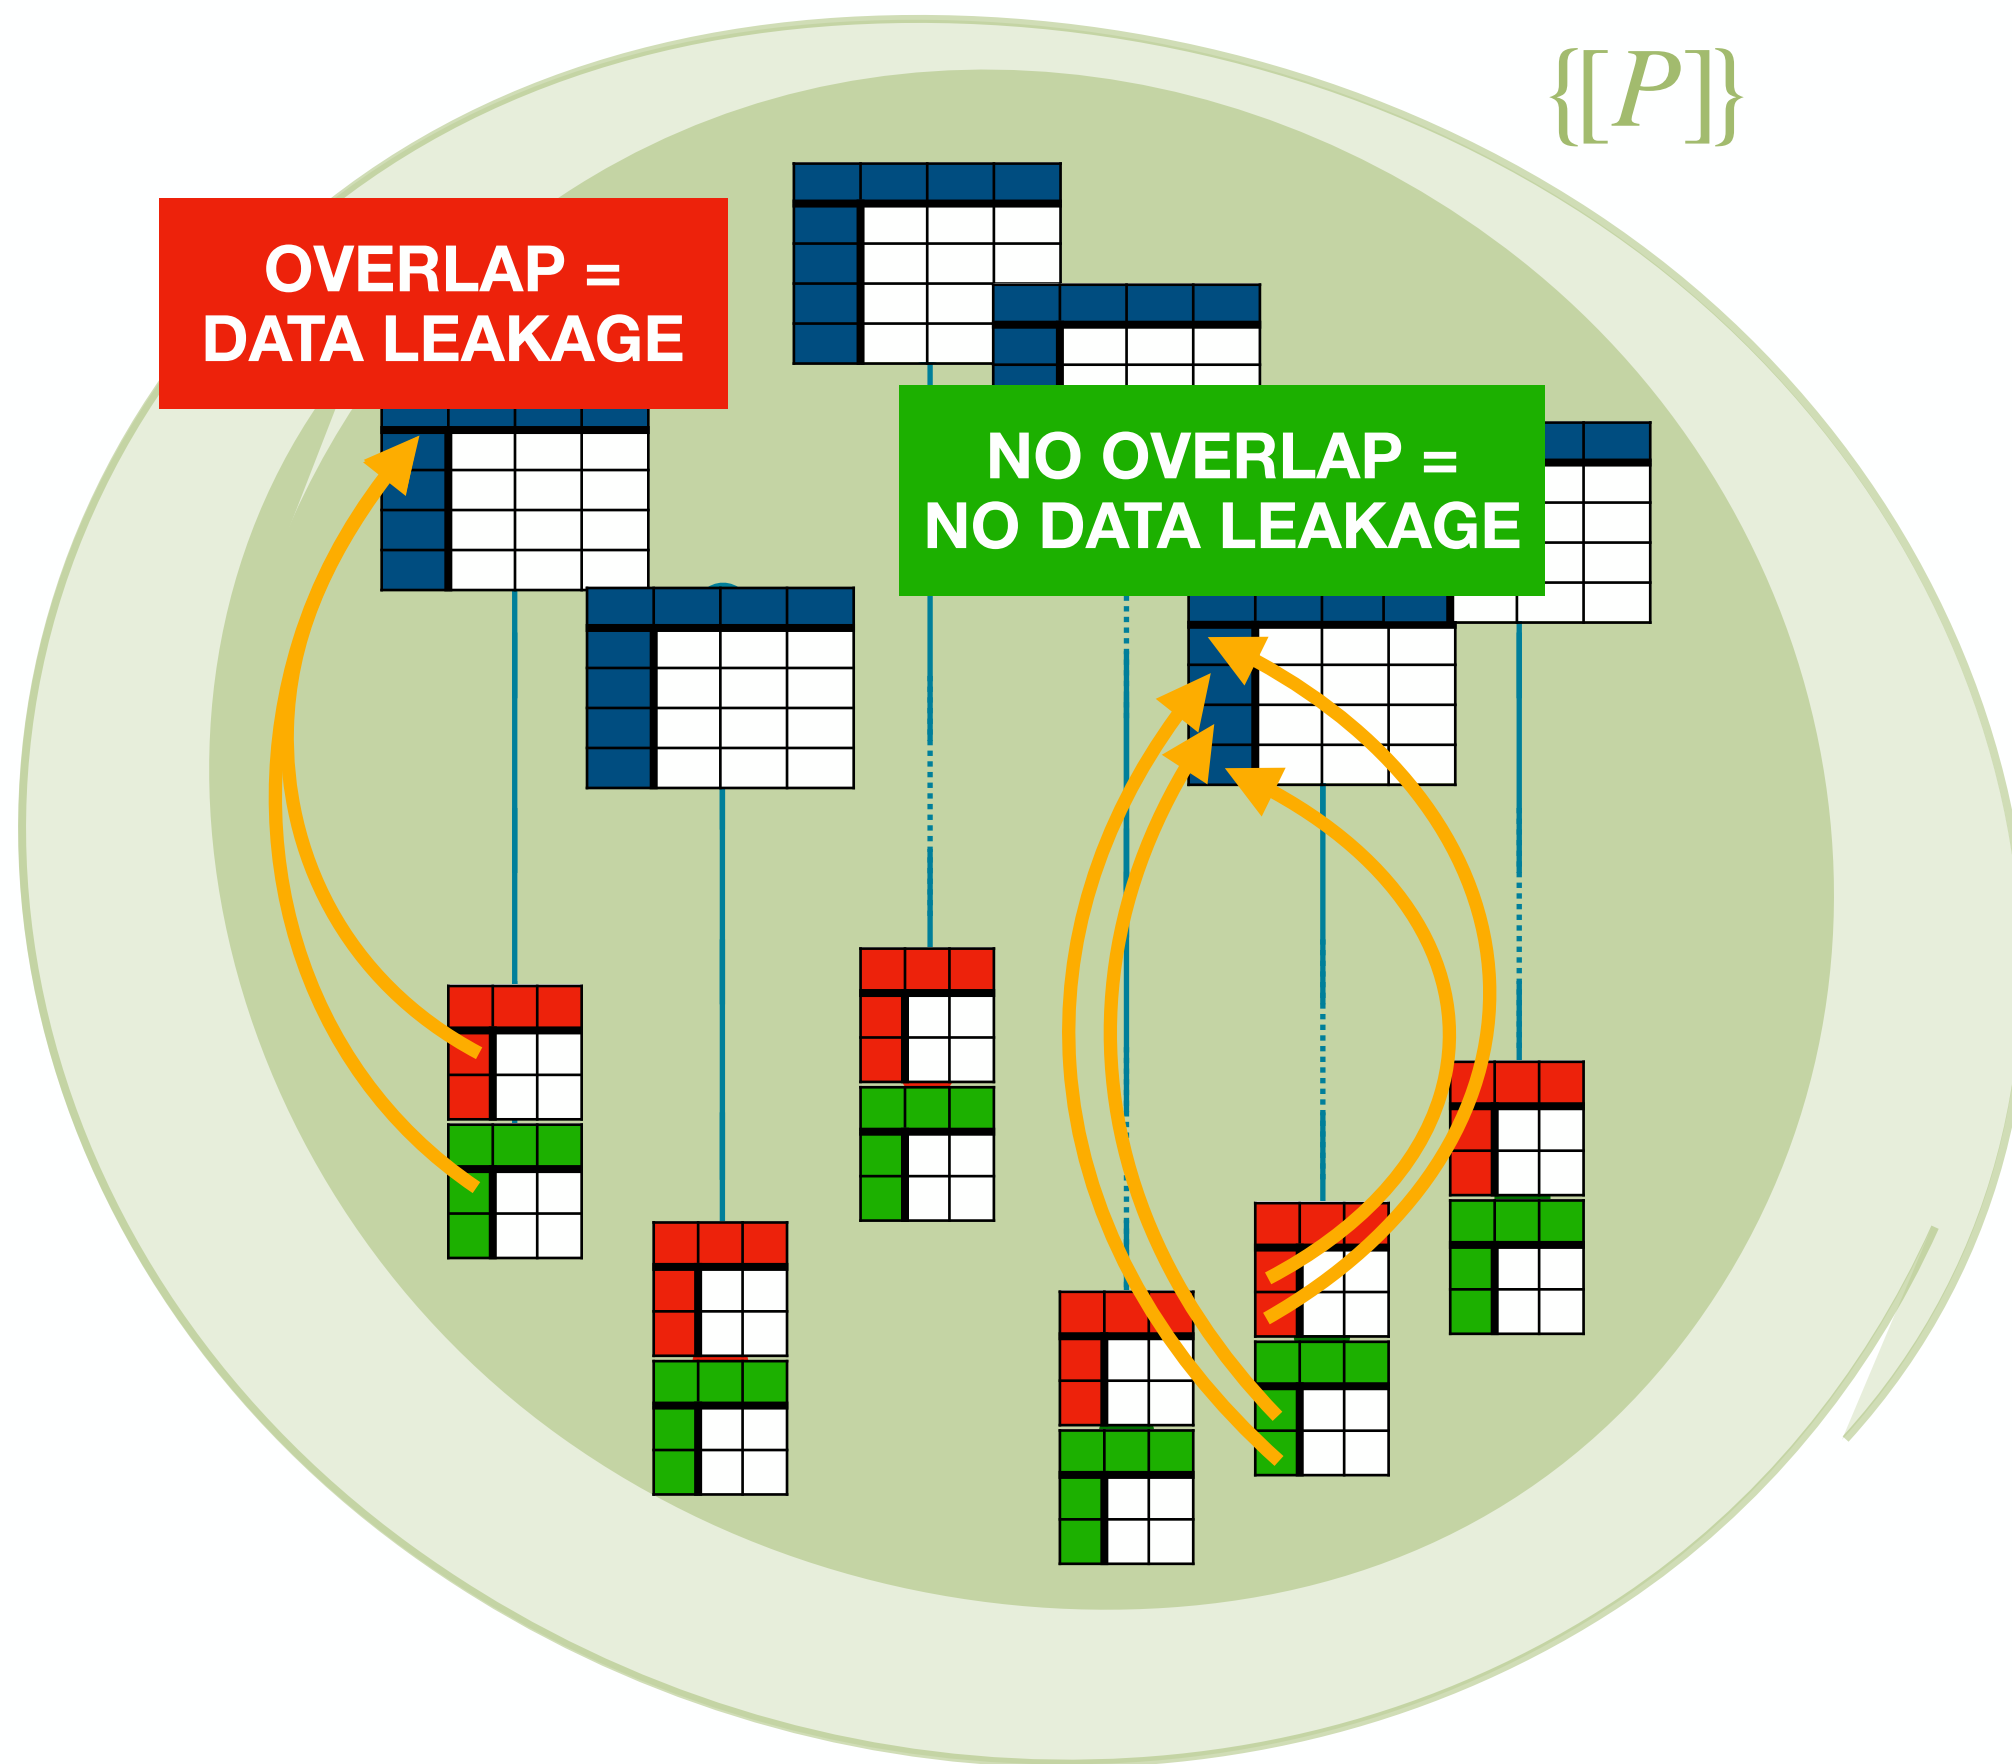 {[P]}
OVERLAP =
DATA LEAKAGE
NO OVERLAP =
NO DATA LEAKAGE